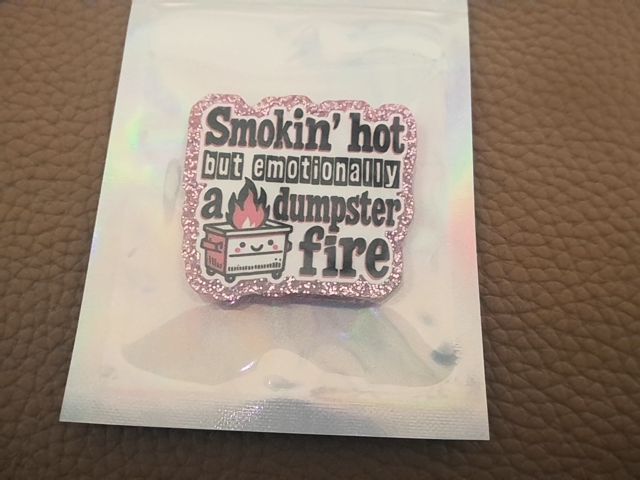 Smokin' hot
but emotionally
a dumpster
fire